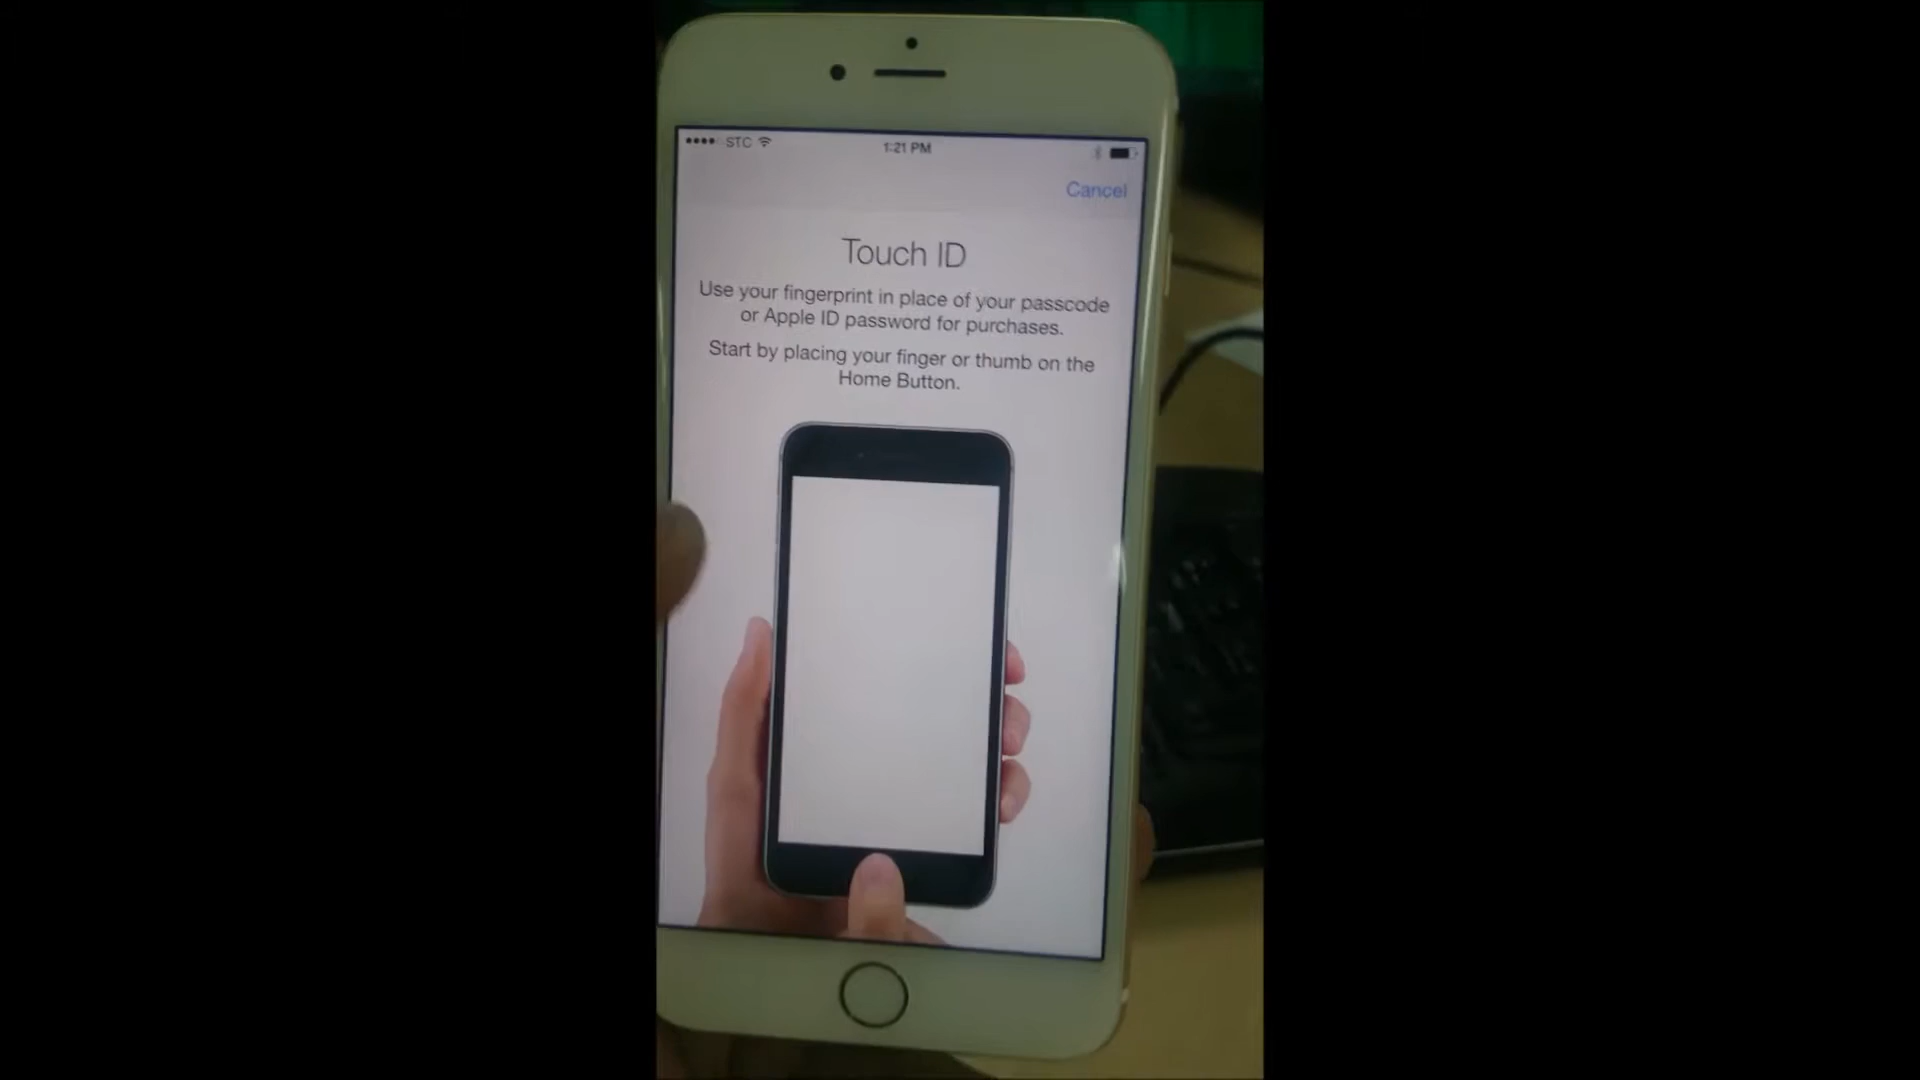 STC
1:21 PM
Cancel
Touch ID
Use your fingerprint in place of your passcode
or Apple ID password for purchases.
Start by placing your finger or thumb on the
Home Button.